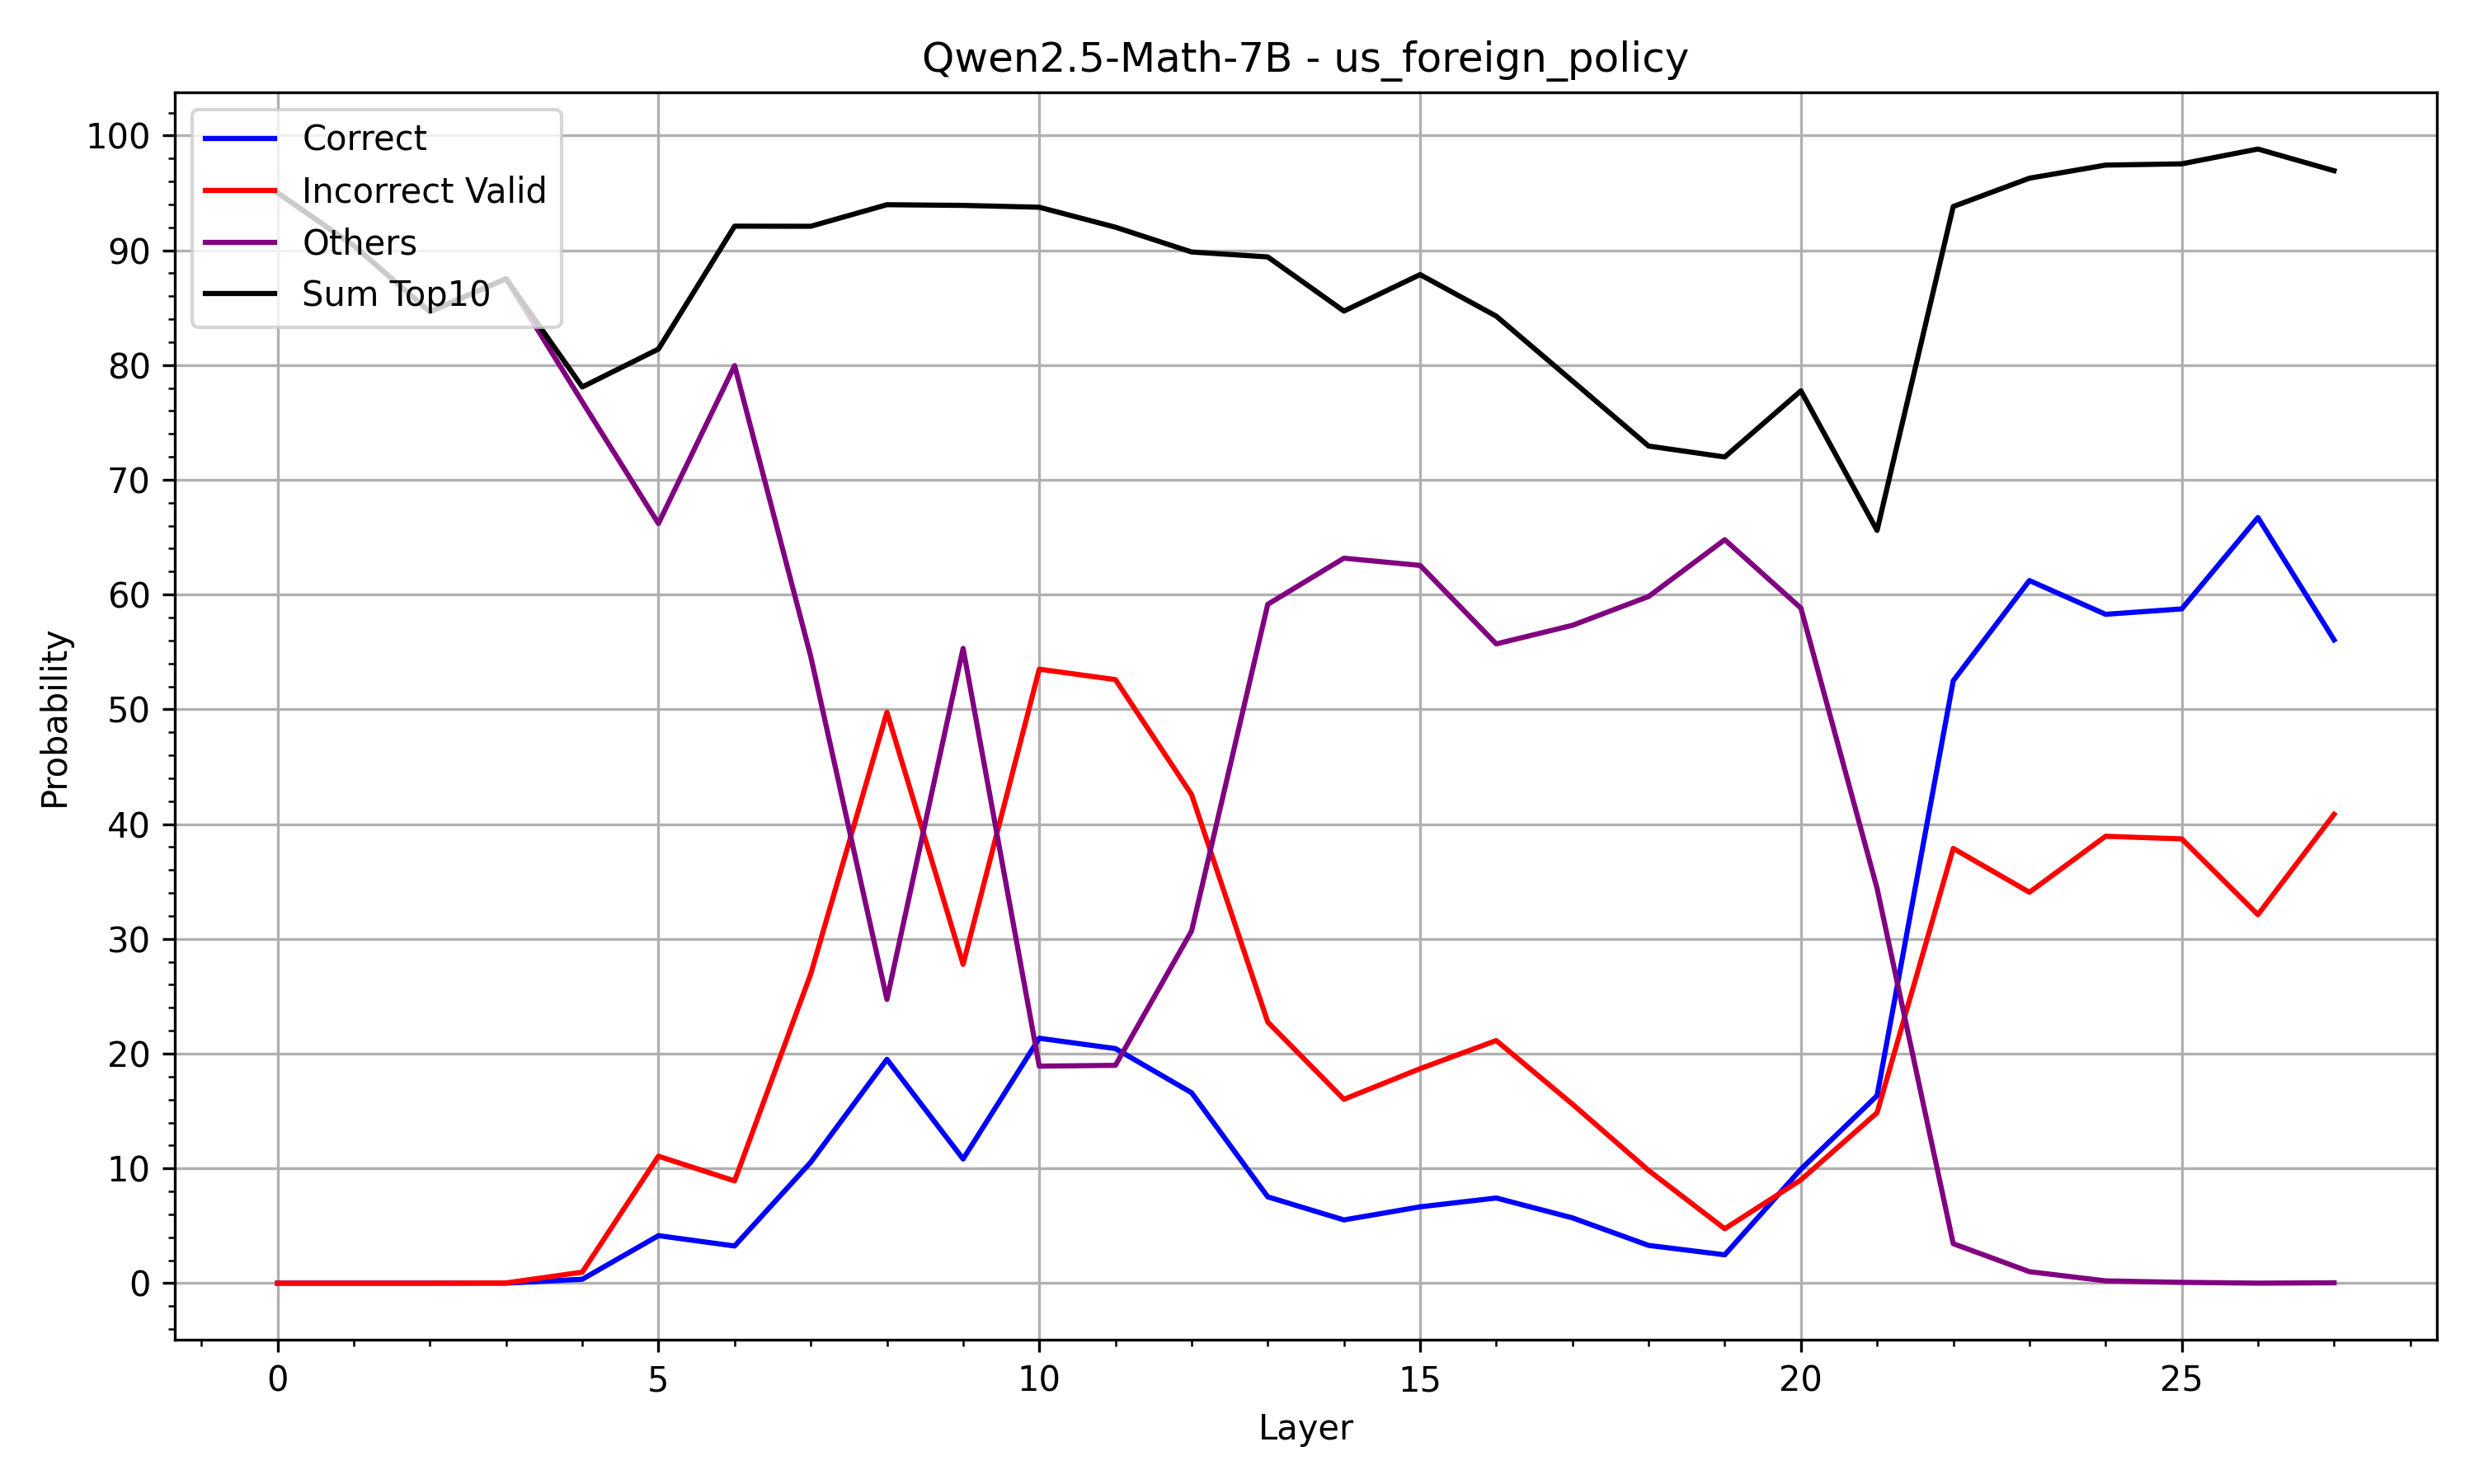 Qwen2.5-Math-7B - us_foreign_policy
Correct
Incorrect Valid
Others
Sum Top10
Probability
100
90
80
70
60
50
40
30
20
10
0
0 5 10 15 20 25
Layer